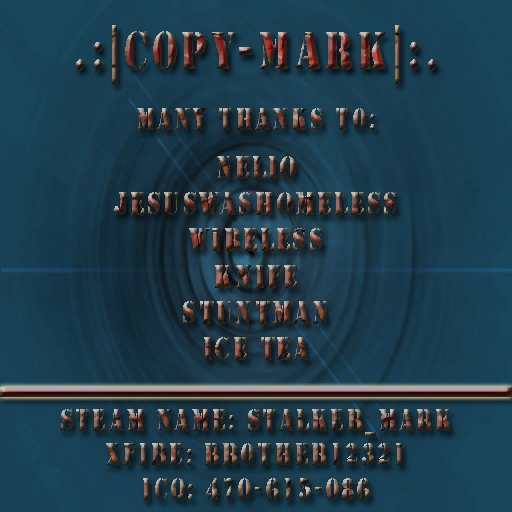 .:|COPY-MARK|:.
MANY THANKS TO:
NELIO
JESUSWASHOMELESS
WIRELESS
KNIFE
STUNTMAN
ICE TEA
STEAM NAME: STALKER_MARK
XFIRE: BROTHER12321
ICQ: 470-615-086